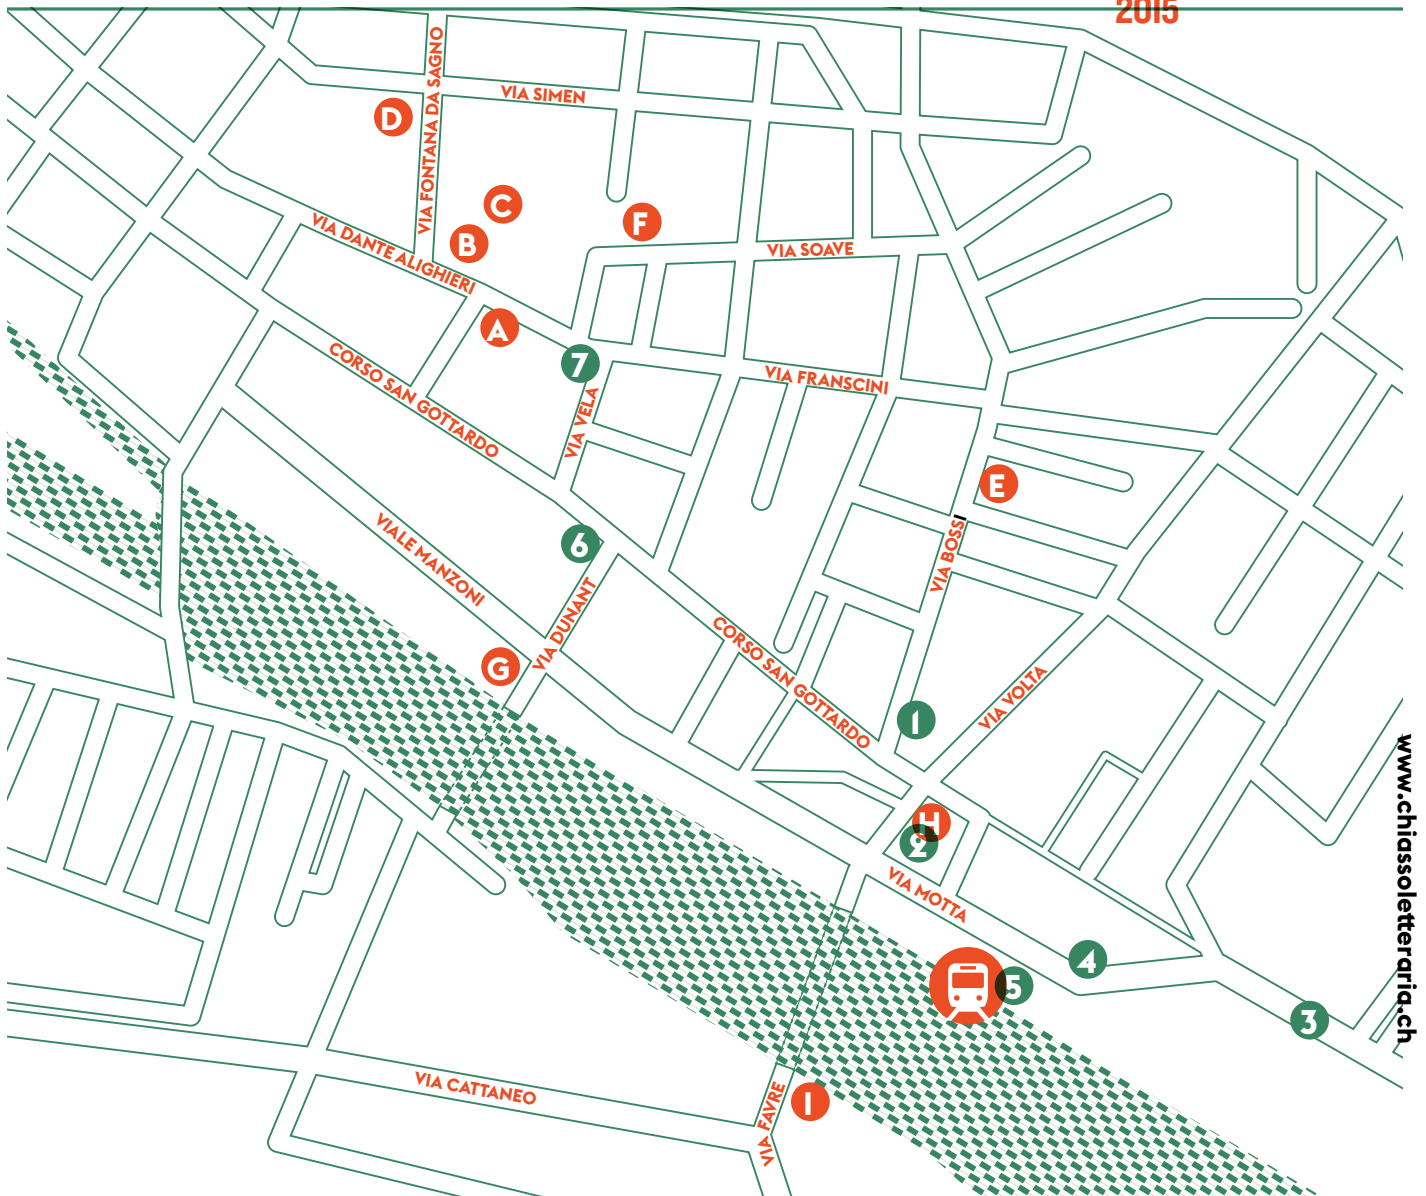 2015
VIA FONTANA DA SAGNO
VIA SIMEN
D
C
F
B
VIA DANTE ALIGHIERI
VIA SOAVE
A
7
CORSO SAN GOTTARDO
VIA VELA
VIA FRANSCINI
E
VIALE MANZONI
6
VIA BOSSI
VIA DUNANT
G
CORSO SAN GOTTARDO
VIA VOLTA
1
H
2
VIA MOTTA
4
5
3
www.chiassoletteraria.ch
VIA CATTANEO
VIA FAVRE
I